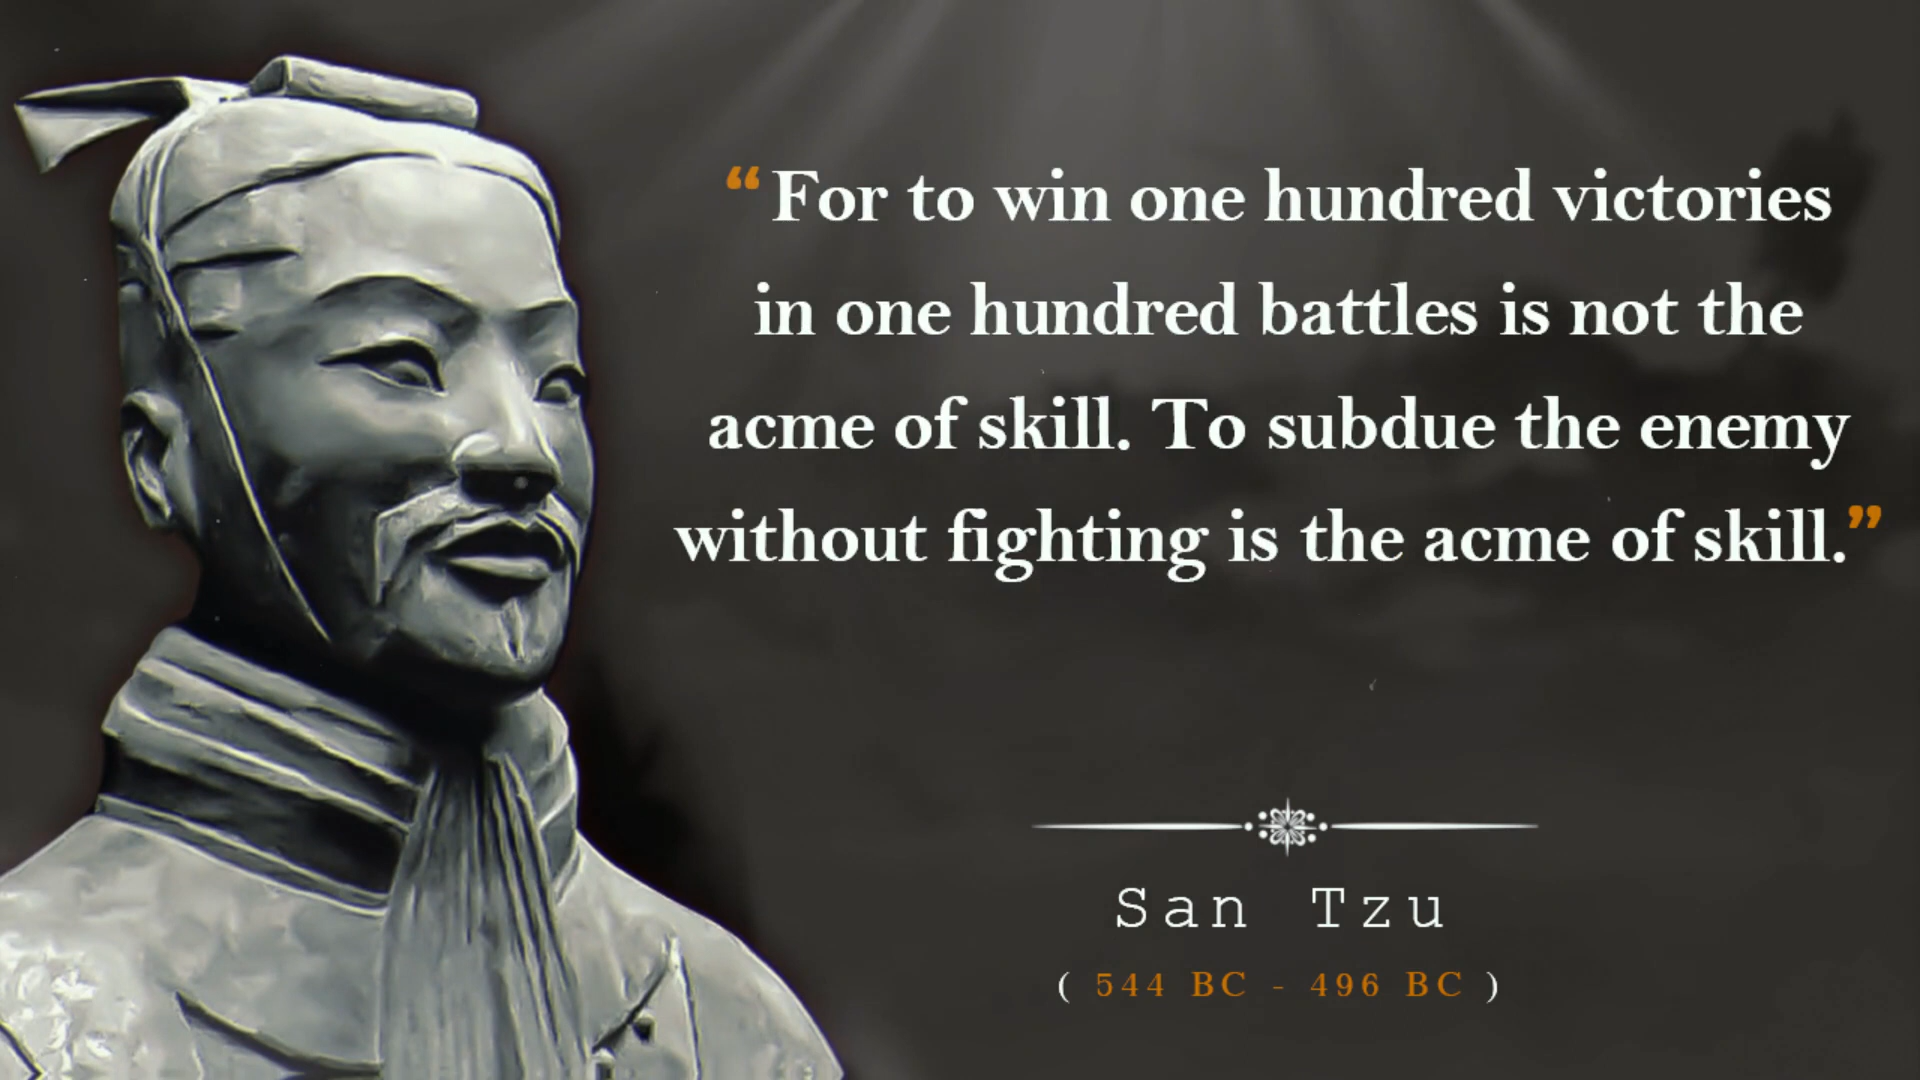 “For to win one hundred victories
in one hundred battles is not the
acme of skill. To subdue the enemy
without fighting is the acme of skill.”
San Tzu
( 544 BC - 496 BC )